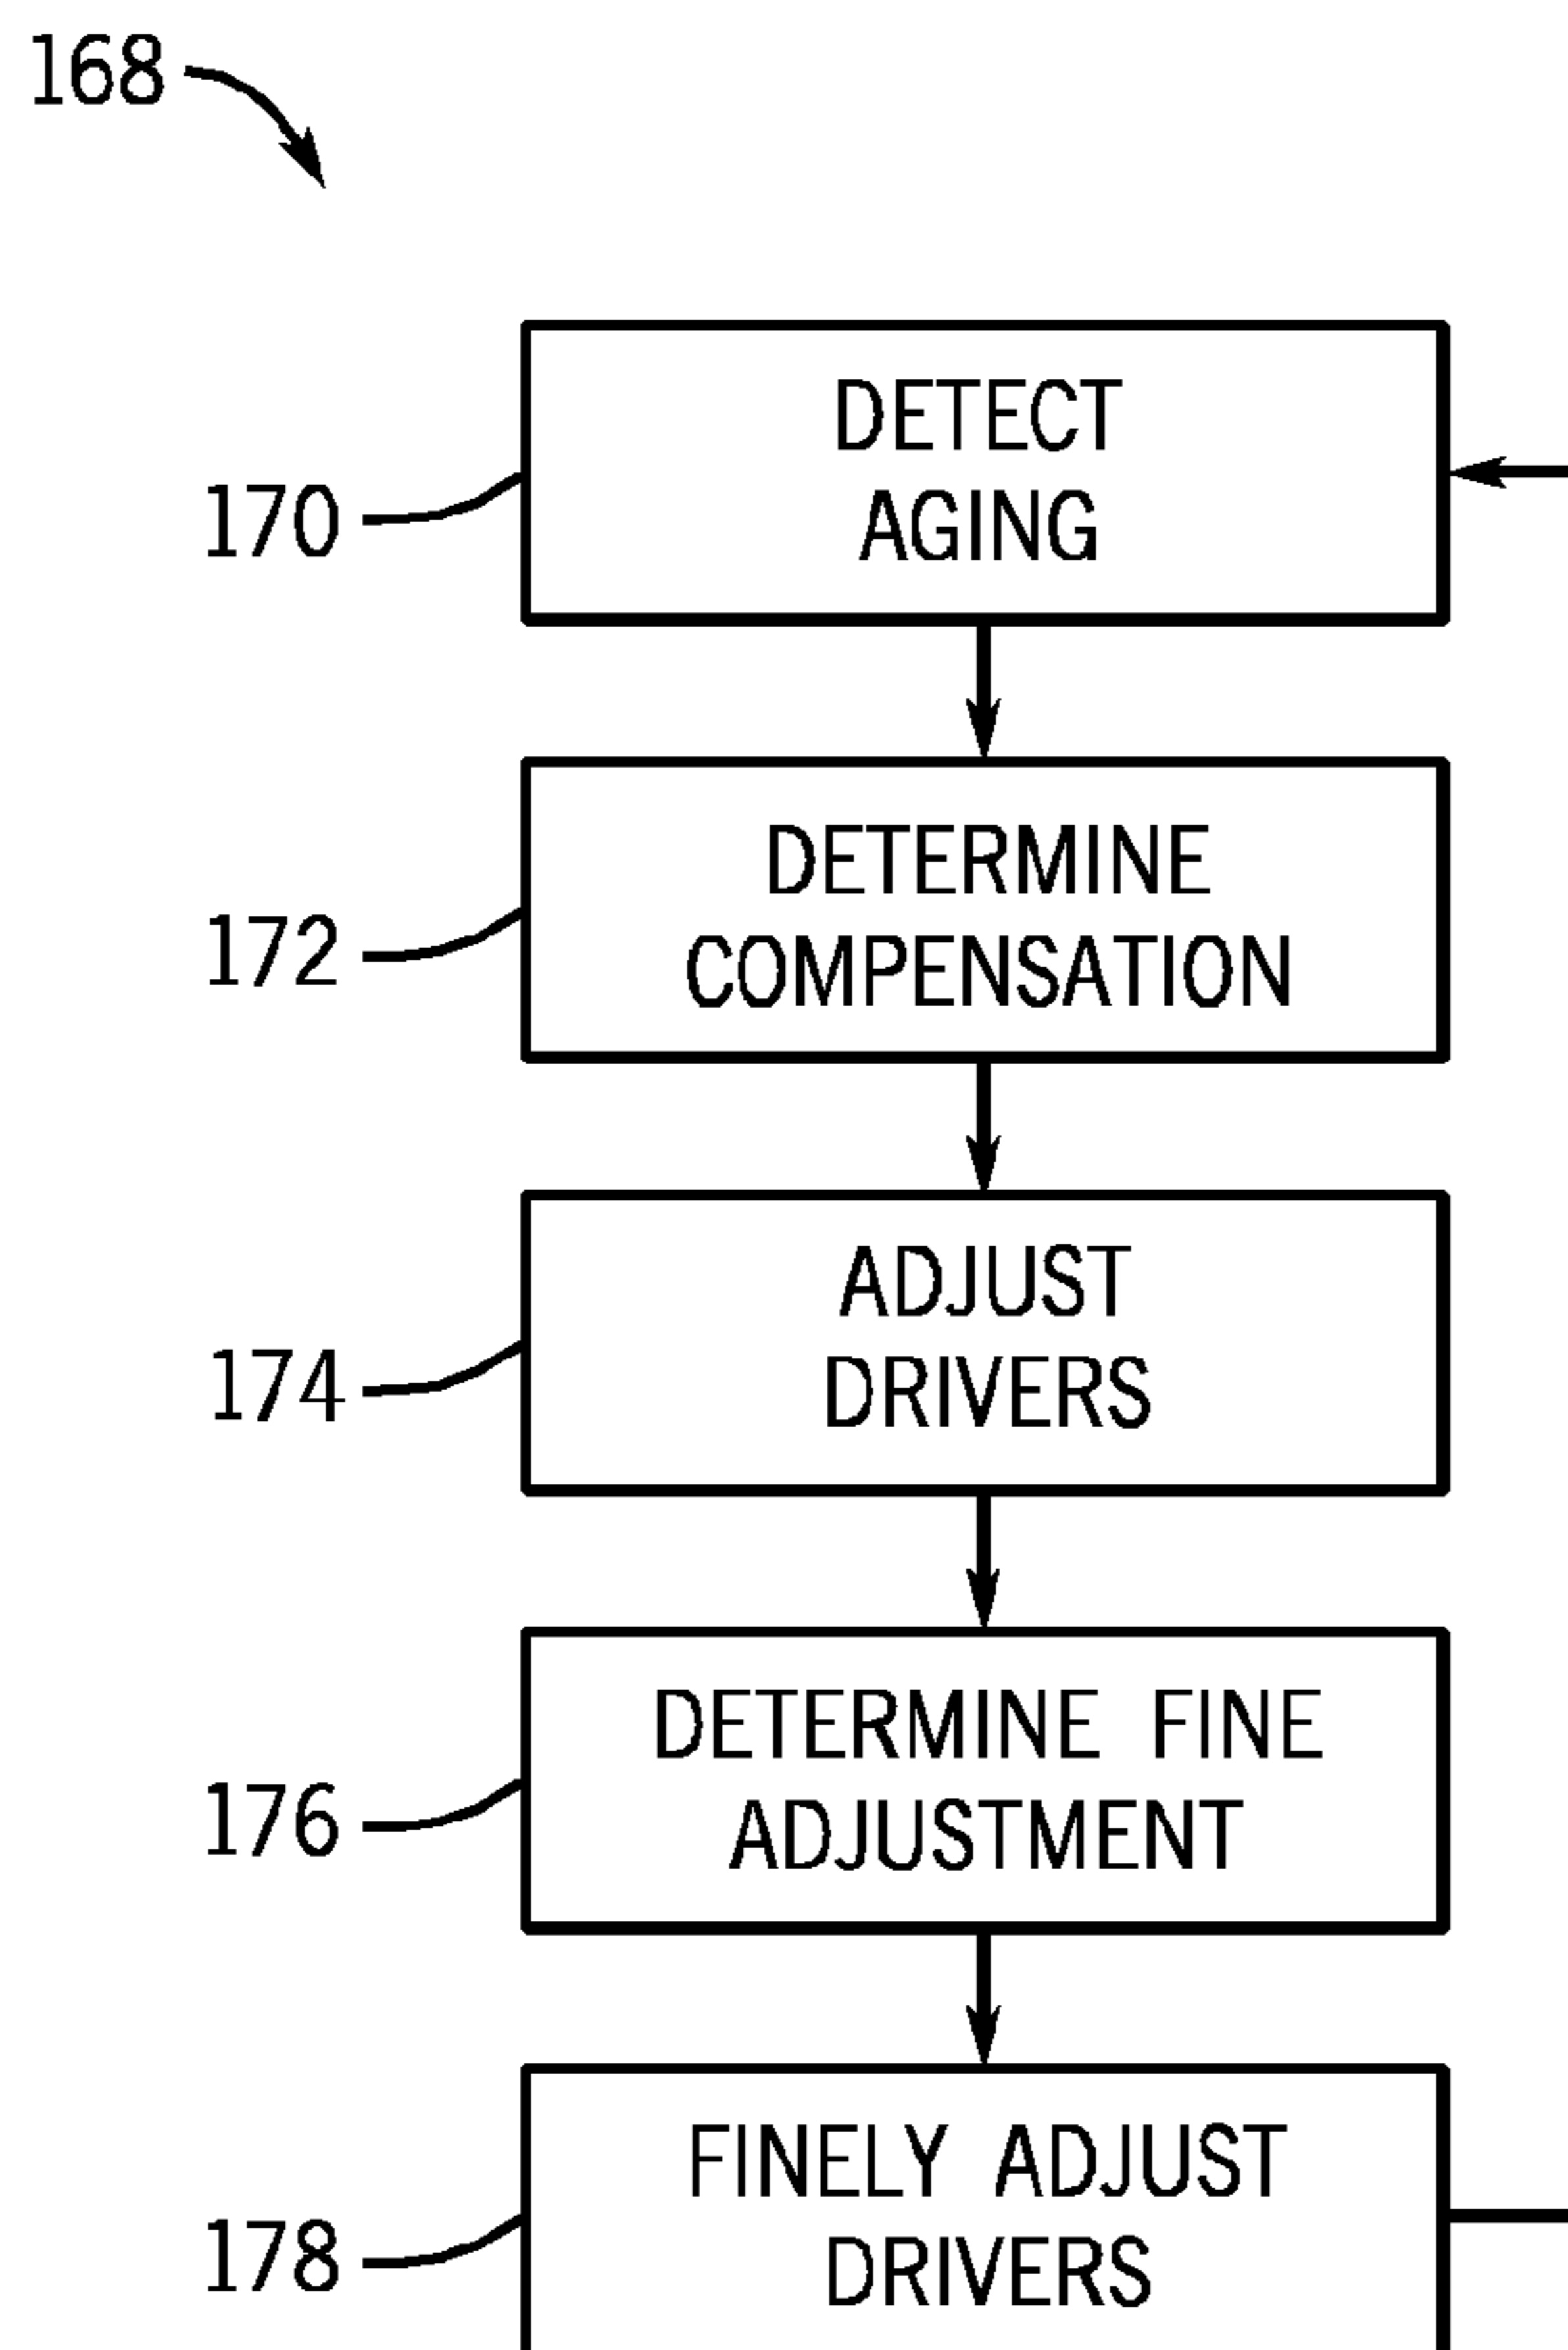 168
DETECT
AGING
170
DETERMINE
COMPENSATION
172
ADJUST
DRIVERS
174
DETERMINE FINE
ADJUSTMENT
176
FINELY ADJUST
DRIVERS
178